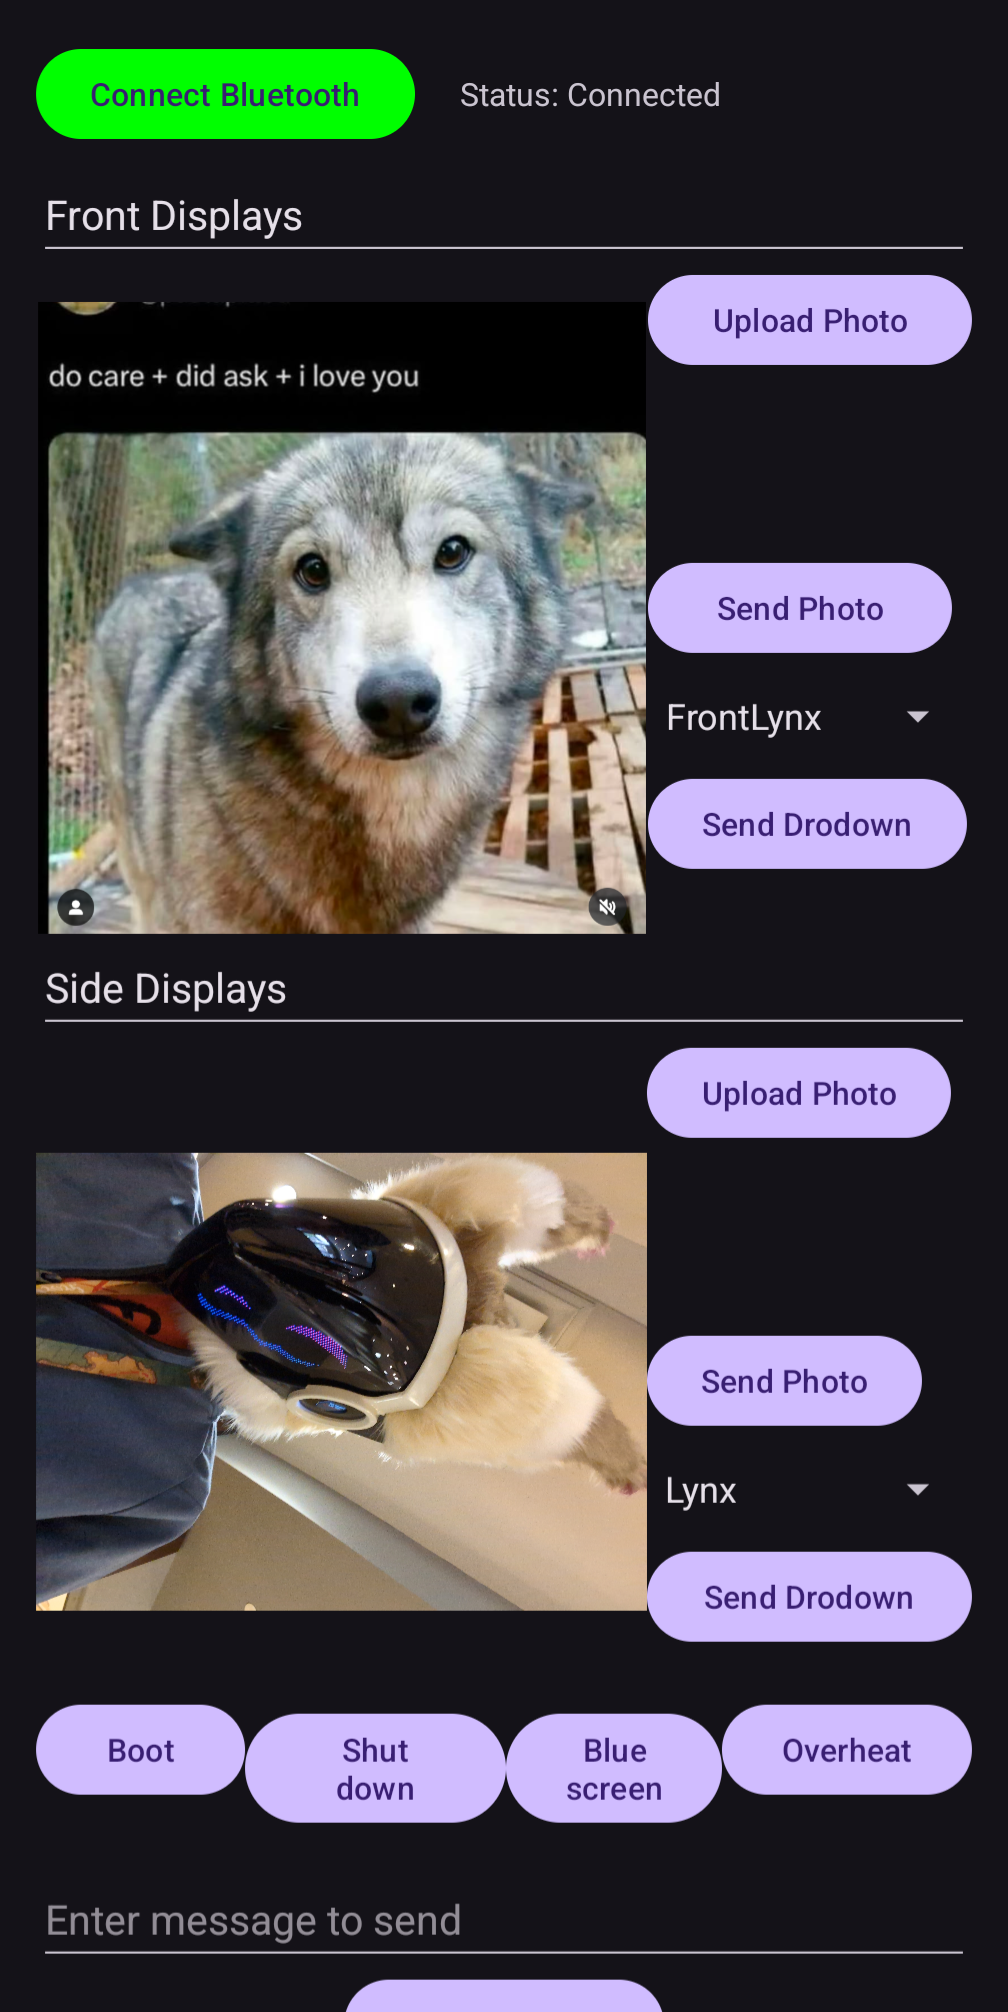 Connect Bluetooth
Status: Connected
Front Displays
Upload Photo
do care + did ask + i love you
Send Photo
FrontLynx
Send Drodown
Side Displays
Upload Photo
Send Photo
Lynx
Send Drodown
Boot
Shut
down
Blue
screen
Overheat
Enter message to send